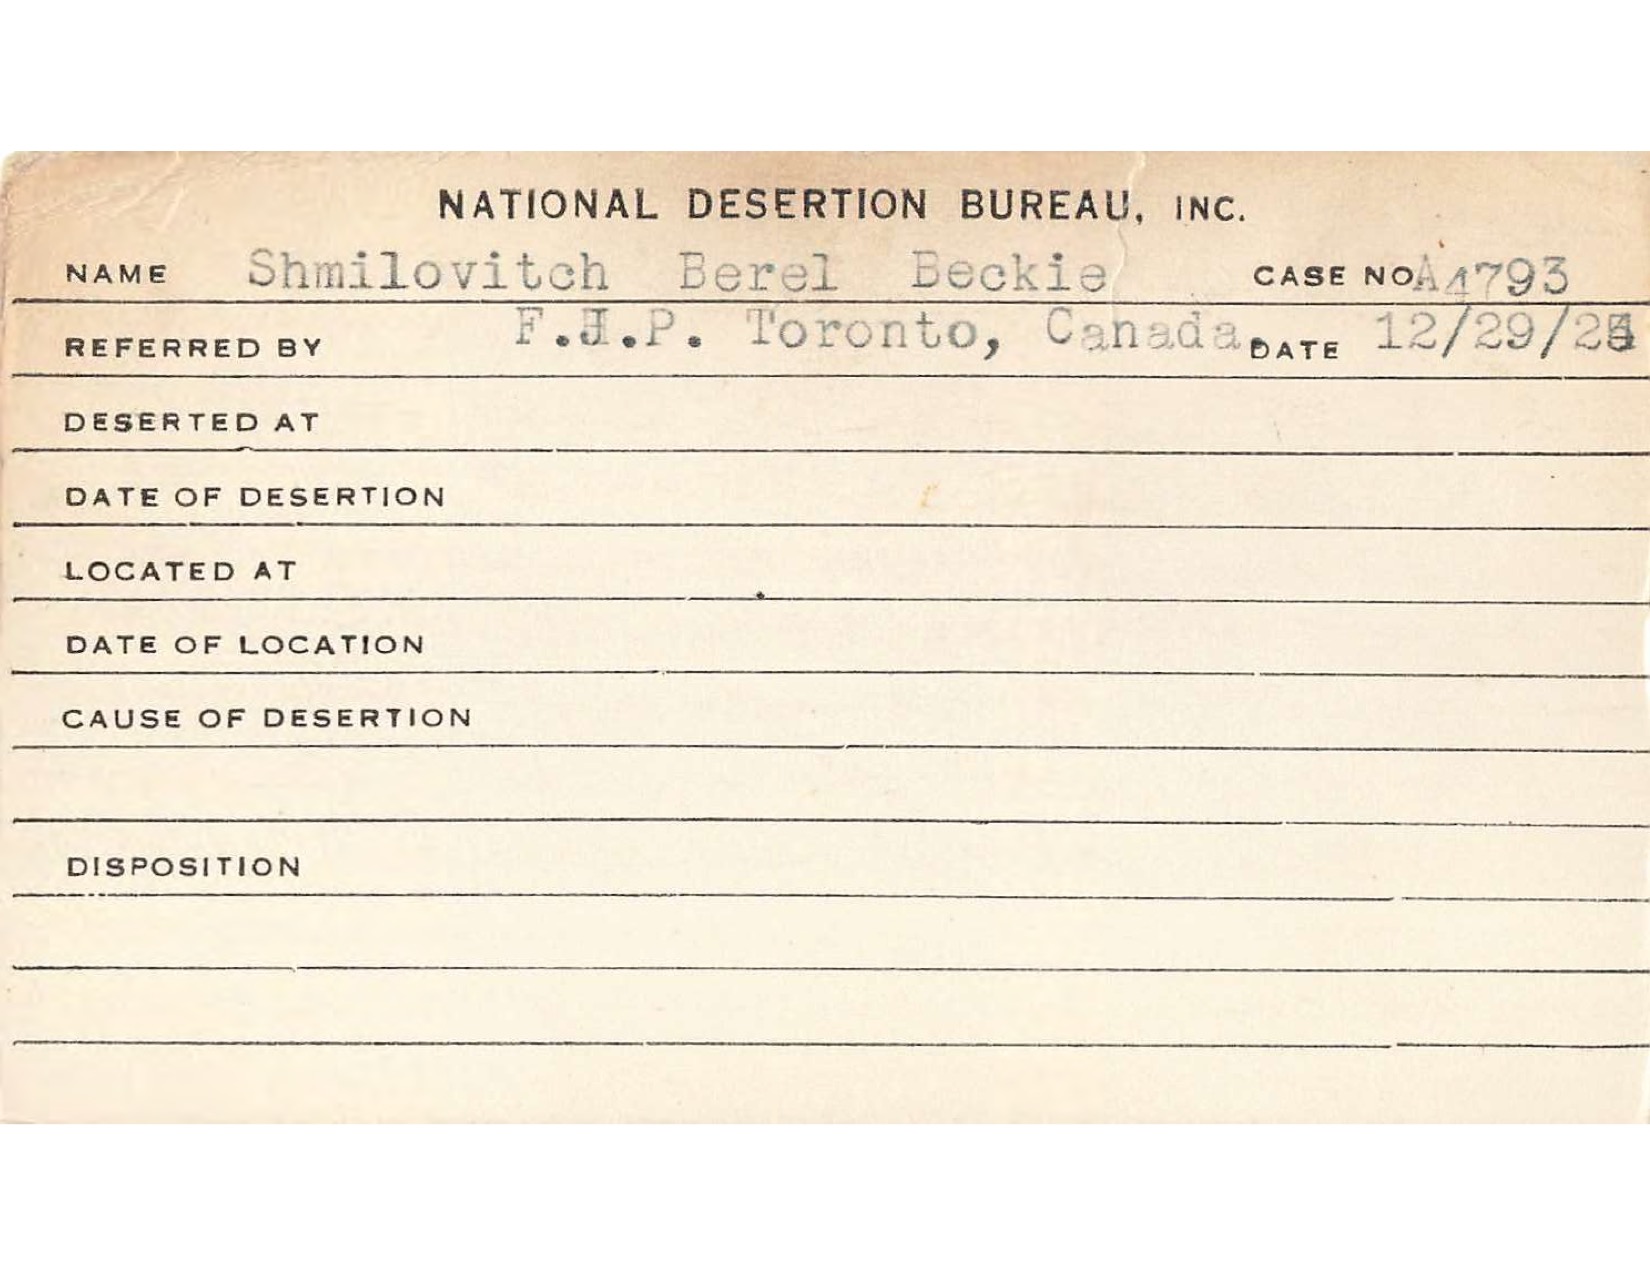 NATIONAL DESERTION BUREAU, INC.
NAME Shmilovitch Berel Beckie CASE NO. A4793
REFERRED BY F.J.P. Toronto, Canada. DATE 12/29/24
DESERTED AT
DATE OF DESERTION
LOCATED AT
DATE OF LOCATION
CAUSE OF DESERTION
DISPOSITION